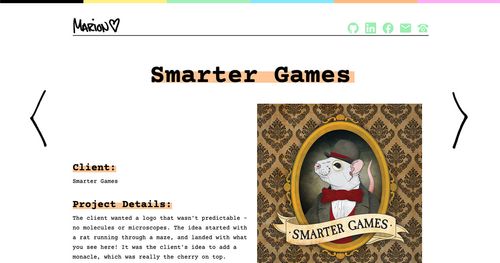 Marion
Smarter Games
Client:
Smarter Games
Project Details:
The client wanted a logo that wasn't predictable -
no molecules or microscopes. The idea started with
a rat running through a maze, and landed with what
you see here! It was the client's idea to add a
monacle, which was really the cherry on top.
SMARTER GAMES